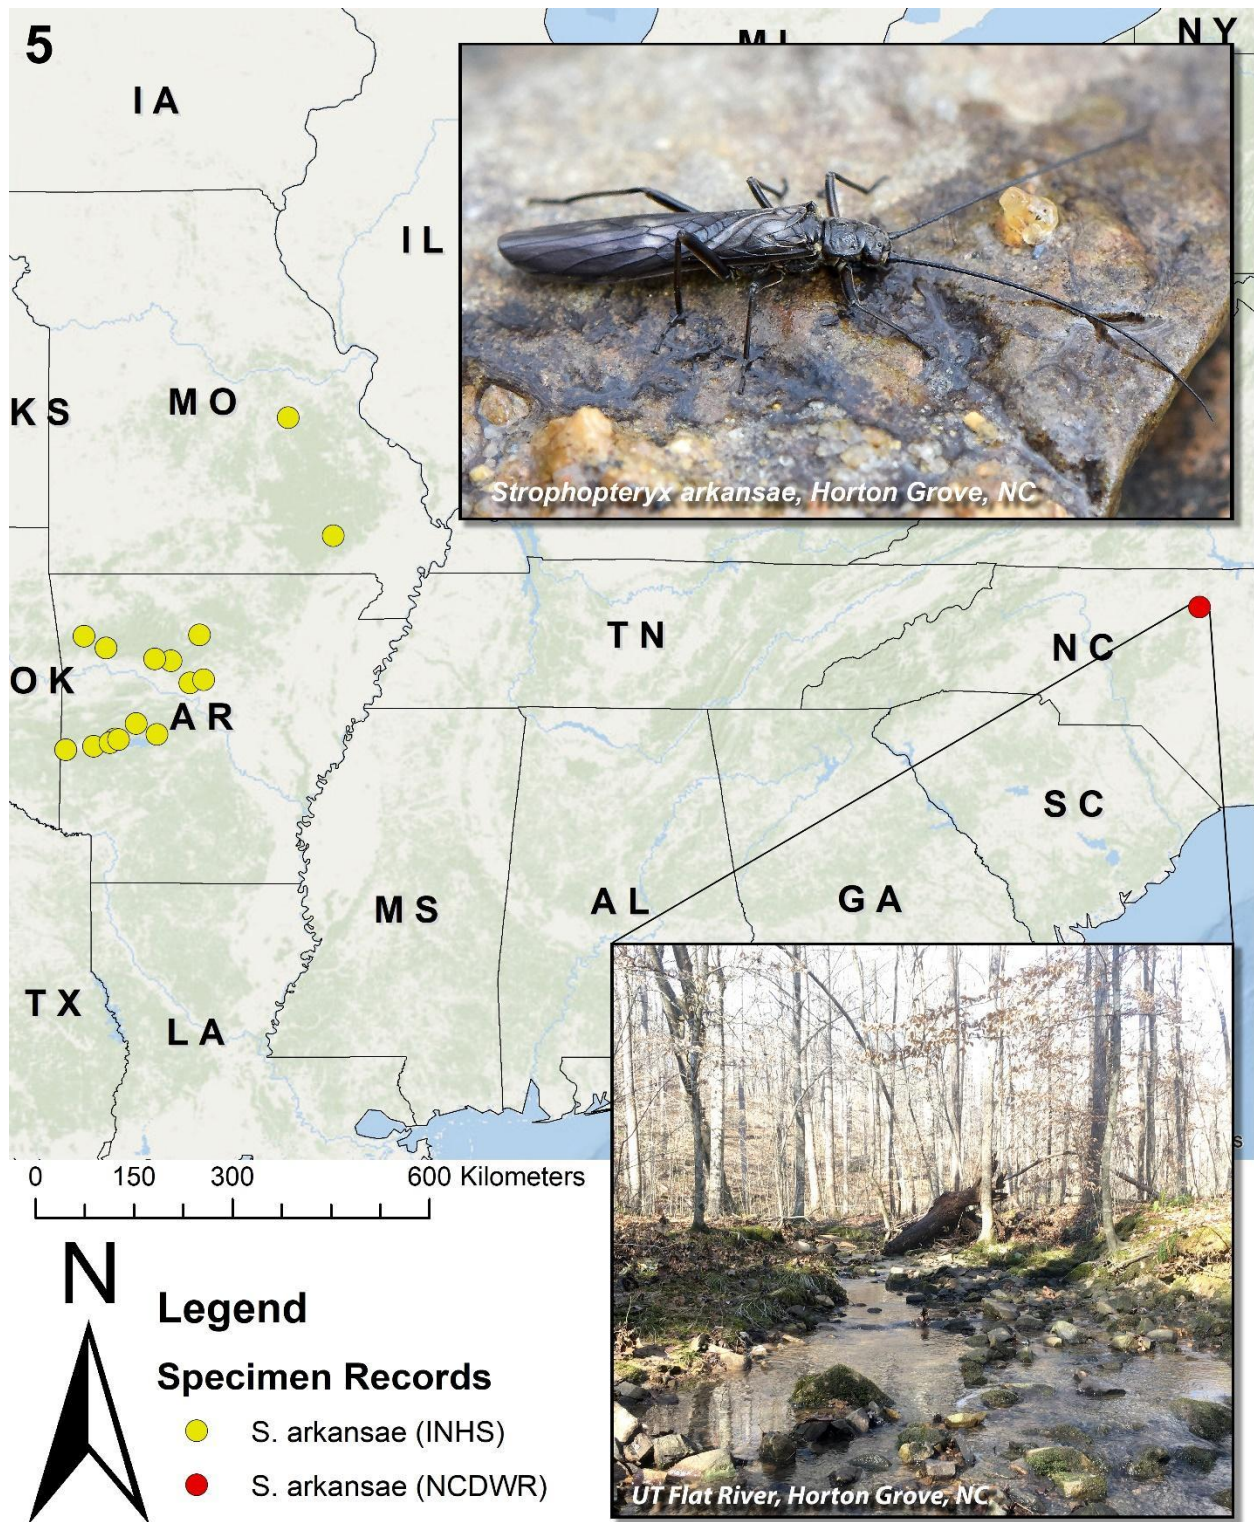 5
MI
NY
IA
IL
MO
KS
Strophopteryx arkansae, Horton Grove, NC
TN
NC
OK
AR
SC
MS
AL
GA
TX
LA
0 150 300 600 Kilometers
N
Legend
Specimen Records
S. arkansae (INHS)
S. arkansae (NCDWR)
UT Flat River, Horton Grove, NC